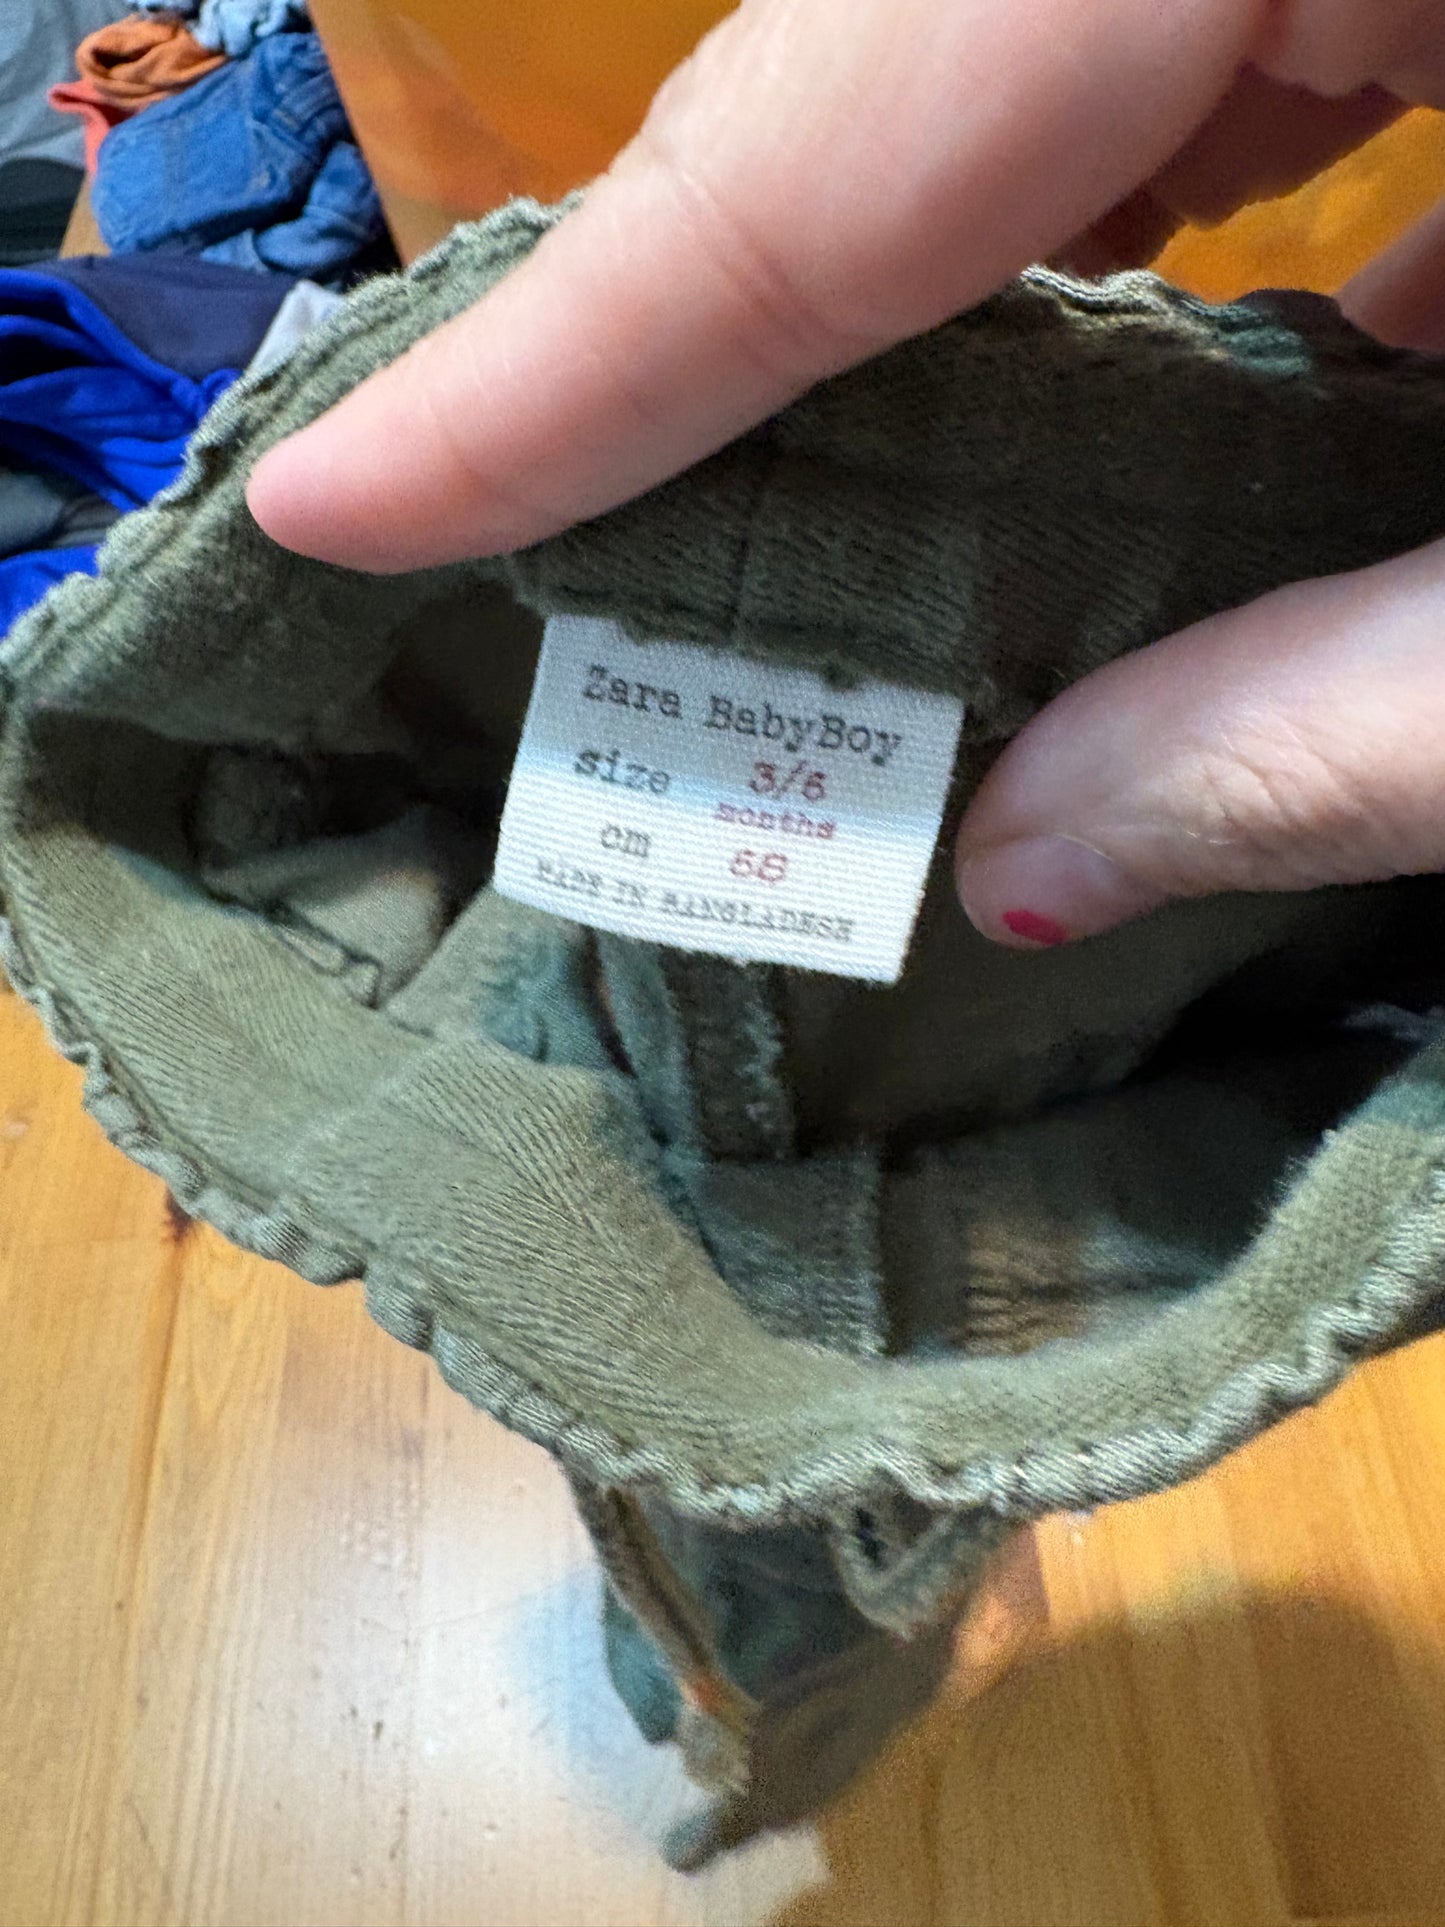 Zara BabyBoy
size 3/6
months
cm 68
MADE IN BANGLADESH